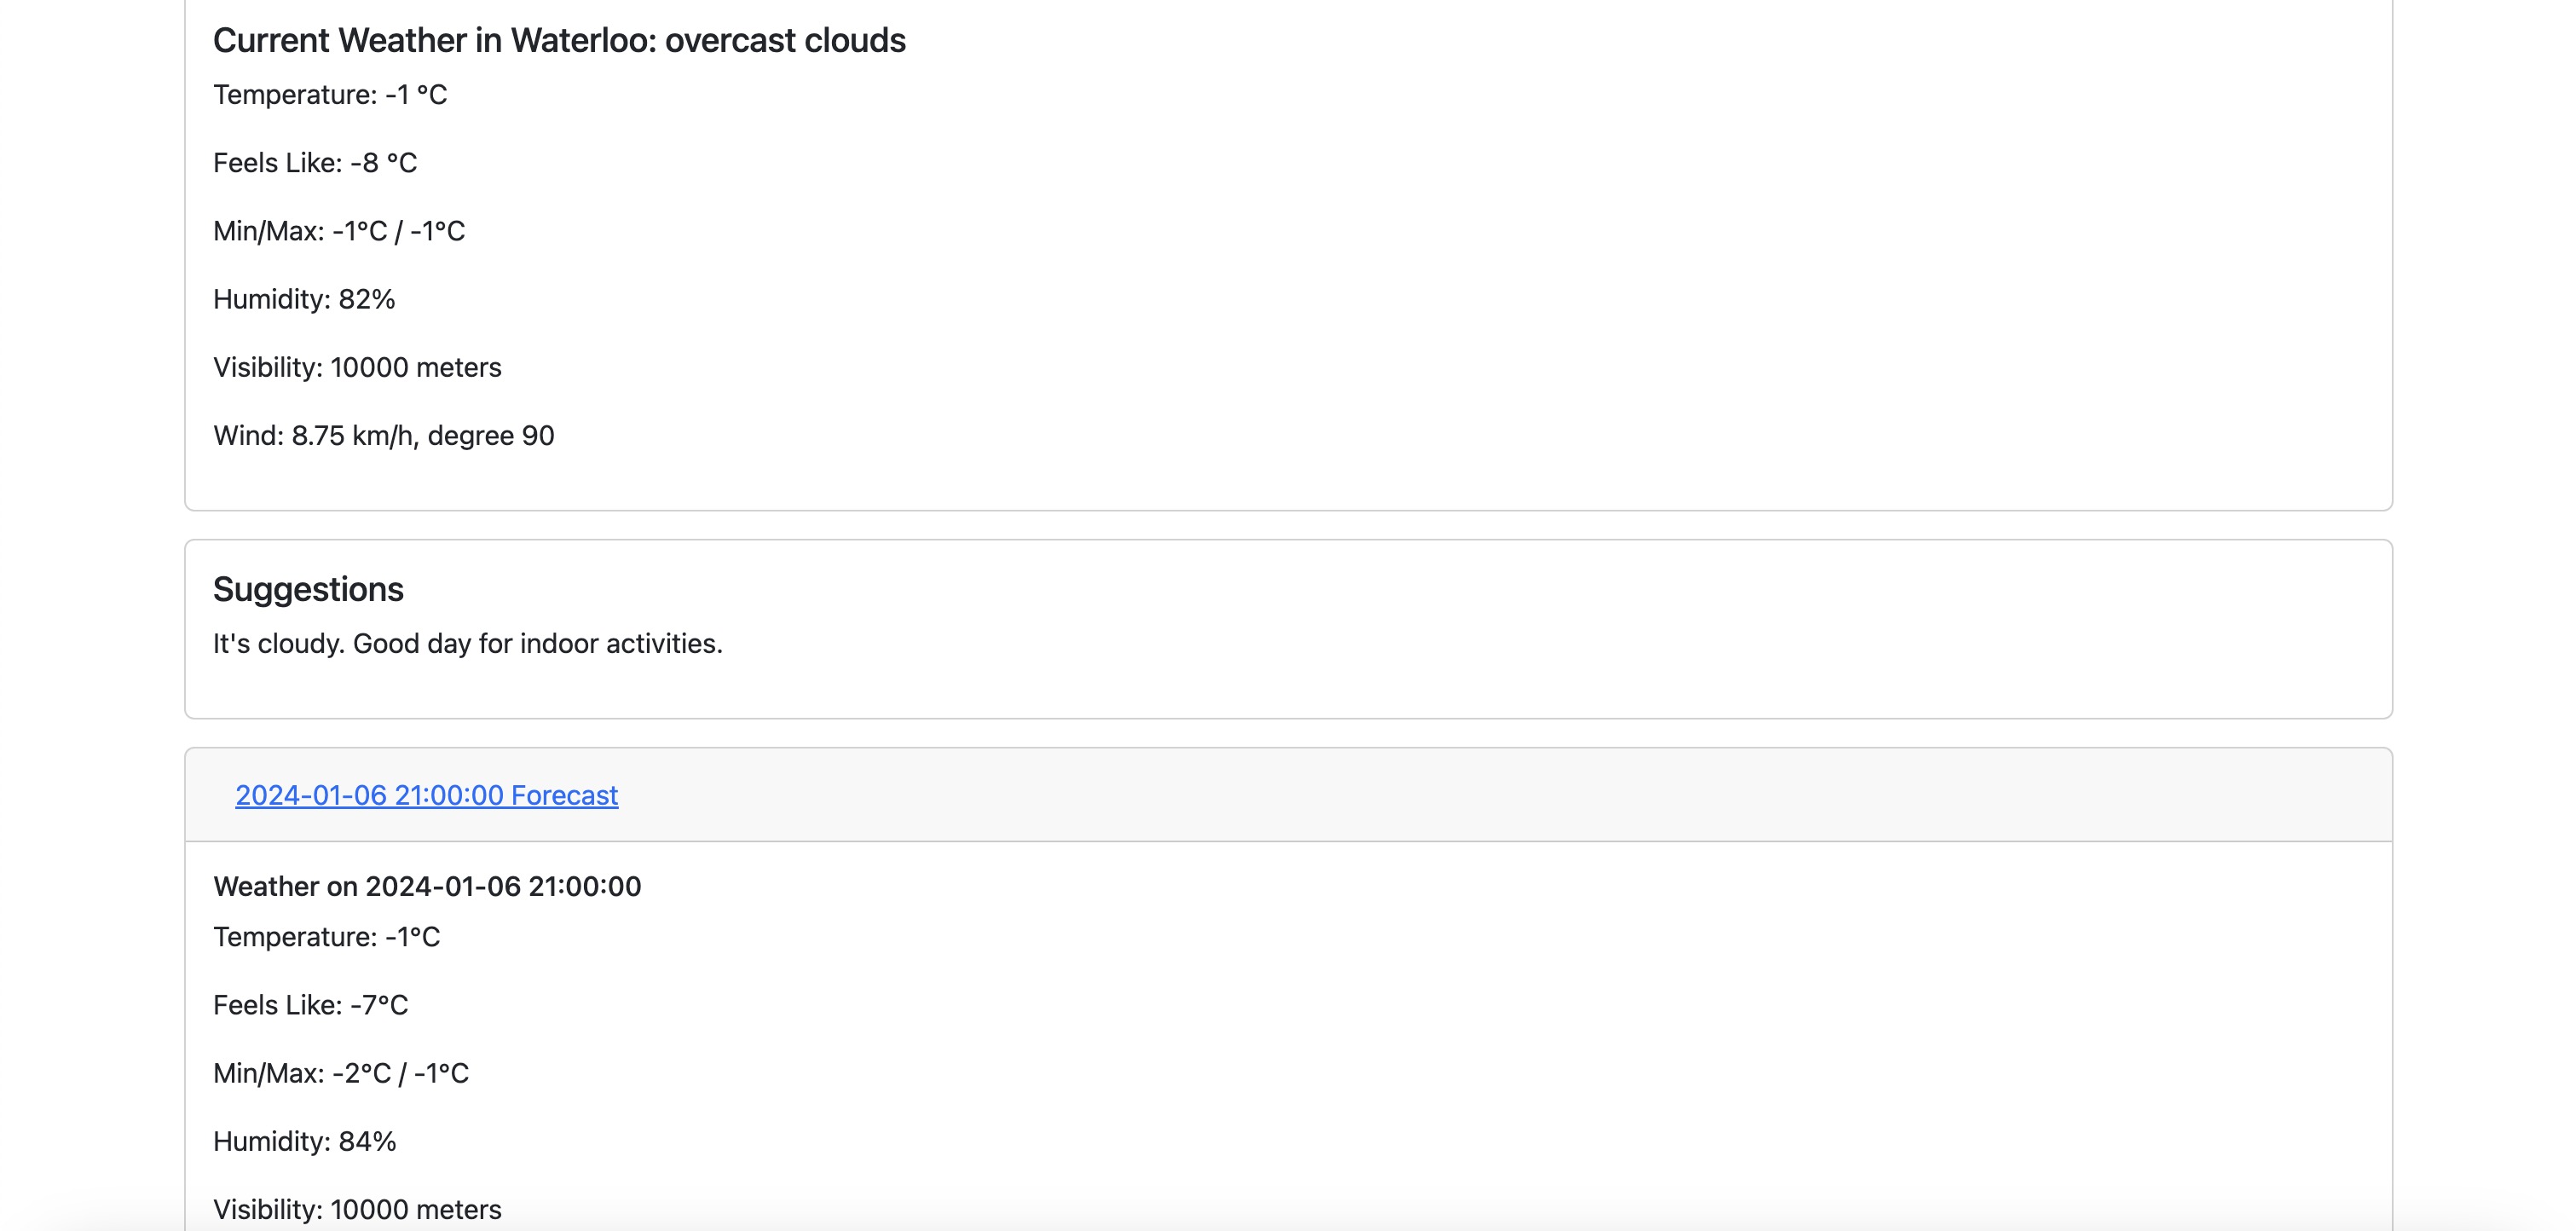 Current Weather in Waterloo: overcast clouds
Temperature: -1 °C
Feels Like: -8 °C
Min/Max: -1°C / -1°C
Humidity: 82%
Visibility: 10000 meters
Wind: 8.75 km/h, degree 90
Suggestions
It's cloudy. Good day for indoor activities.
2024-01-06 21:00:00 Forecast
Weather on 2024-01-06 21:00:00
Temperature: -1°C
Feels Like: -7°C
Min/Max: -2°C / -1°C
Humidity: 84%
Visibility: 10000 meters